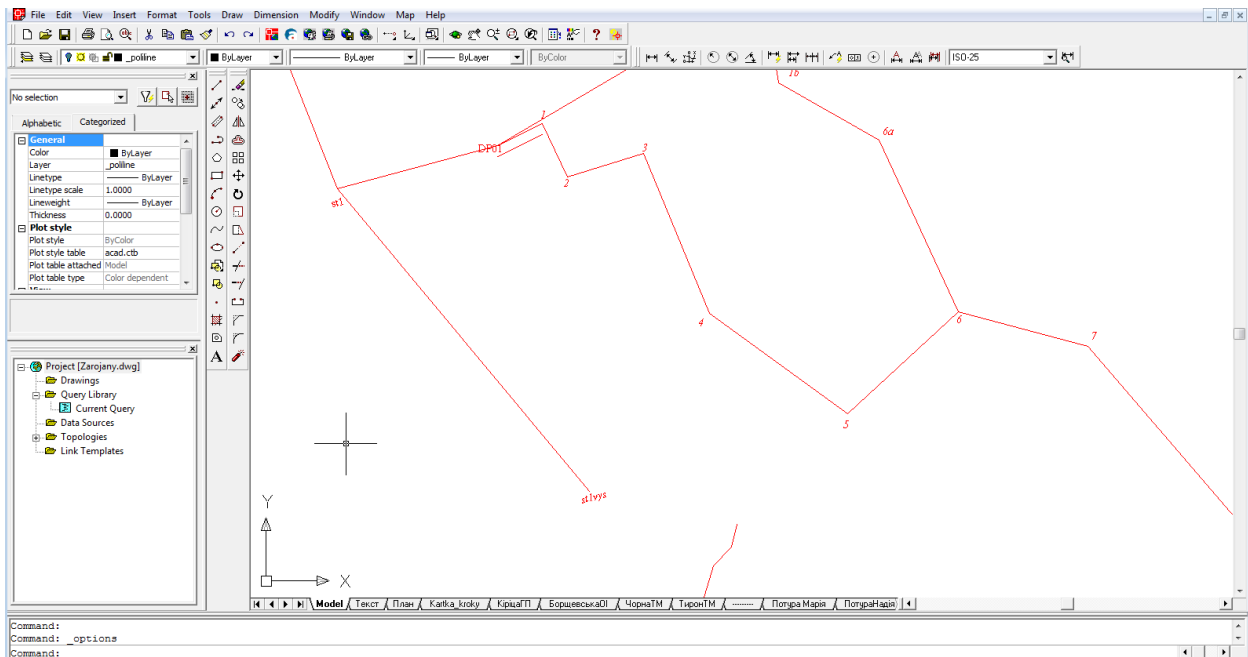 File Edit View Insert Format Tools Draw Dimension Modify Window Map Help
_poliline ByLayer ByLayer ByLayer ByColor ISO-25
No selection
Alphabetic Categorized
General
Color ByLayer
Layer _poliline
Linetype ByLayer
Linetype scale 1.0000
Lineweight ByLayer
Thickness 0.0000
Plot style
Plot style ByColor
Plot style table acad.ctb
Plot table attached Model
Plot table type Color dependent
View
Project [Zarojany.dwg]
Drawings
Query Library
Current Query
Data Sources
Topologies
Link Templates
1b
1
6a
DP01
3
2
st1
4
6
7
5
st1vys
Y
X
Model Текст План Kartka_kroky КіріцаГП БорщевськаОІ ЧорнаТМ ТиронТМ -------- Потура Марія ПотураНадія
Command:
Command: _options
Command: